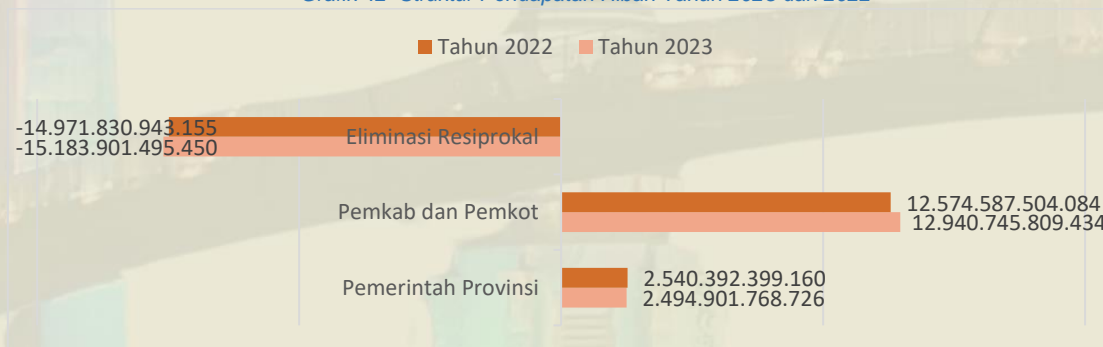 Tahun 2022 Tahun 2023
-14.971.830.943.155
-15.183.901.495.450
Eliminasi Resiprokal
Pemkab dan Pemkot
12.574.587.504.084
12.940.745.809.434
Pemerintah Provinsi
2.540.392.399.160
2.494.901.768.726